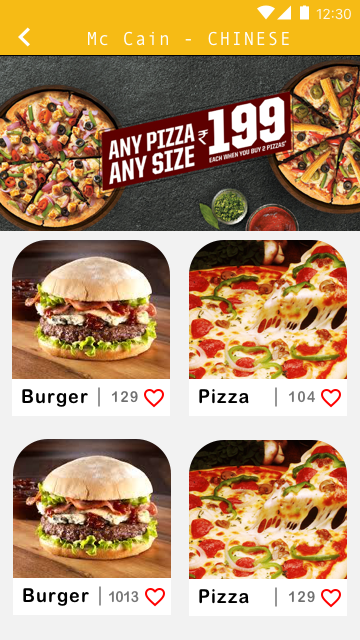 12:30
Mc Cain - CHINESE
ANY PIZZA ₹199
ANY SIZE
EACH WHEN YOU BUY 2 PIZZAS*
Burger | 129
Pizza | 104
Burger | 1013
Pizza | 129